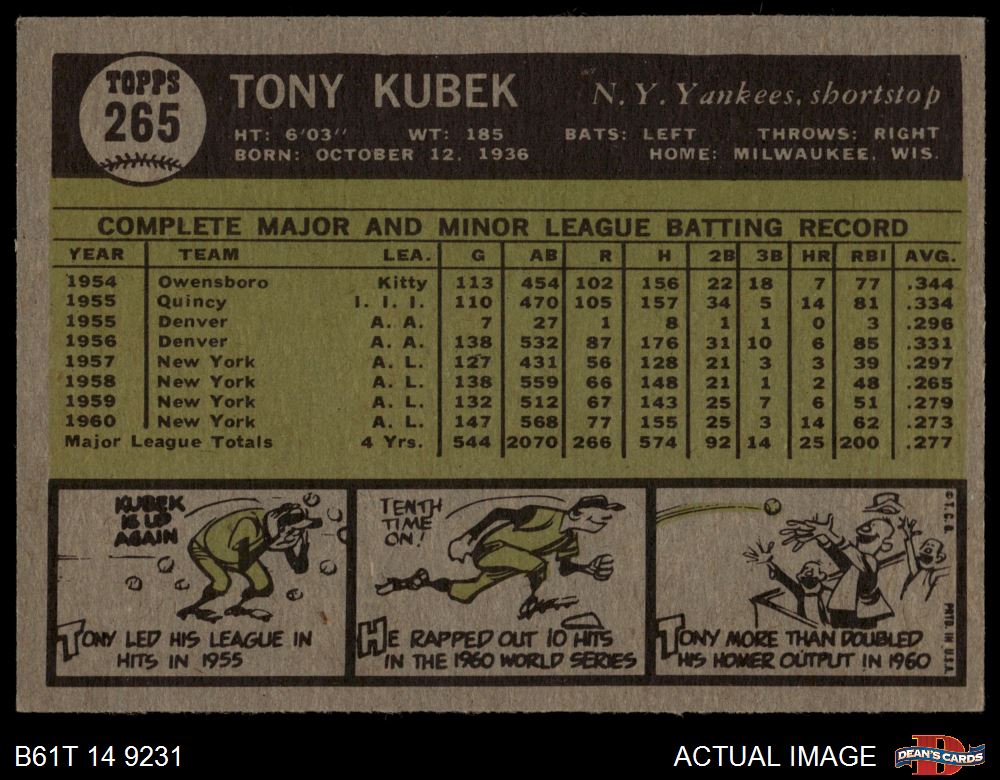 TOPPS
265
TONY KUBEK
N. Y. Yankees, shortstop
HT: 6'03" WT: 185 BATS: LEFT THROWS: RIGHT
BORN: OCTOBER 12, 1936 HOME: MILWAUKEE, WIS.
COMPLETE MAJOR AND MINOR LEAGUE BATTING RECORD
YEAR TEAM LEA. G AB R H 2B 3B HR RBI AVG.
1954 Owensboro Kitty 113 454 102 156 22 18 7 77 .344
1955 Quincy I. I. I. 110 470 105 157 34 5 14 81 .334
1955 Denver A. A. 7 27 1 8 1 1 0 3 .296
1956 Denver A. A. 138 532 87 176 31 10 6 85 .331
1957 New York A. L. 127 431 56 128 21 3 3 39 .297
1958 New York A. L. 138 559 66 148 21 1 2 48 .265
1959 New York A. L. 132 512 67 143 25 7 6 51 .279
1960 New York A. L. 147 568 77 155 25 3 14 62 .273
Major League Totals 4 Yrs. 544 2070 266 574 92 14 25 200 .277
KUBEK
IS UP
AGAIN
TONY LED HIS LEAGUE IN
HITS IN 1955
TENTH
TIME
ON!
HE RAPPED OUT 10 HITS
IN THE 1960 WORLD SERIES
TONY MORE THAN DOUBLED
HIS HOMER OUTPUT IN 1960
© T.C.G. PRTD. IN U.S.A.
B61T 14 9231
ACTUAL IMAGE
DEAN'S CARDS